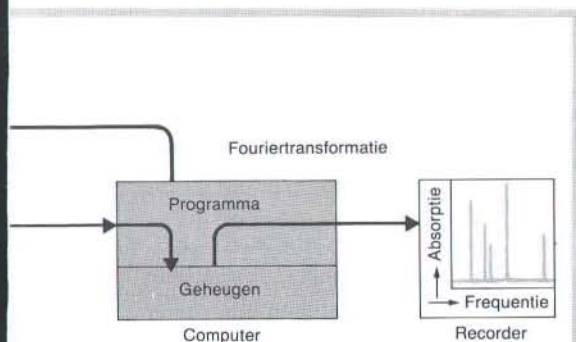 Fouriertransformatie
Programma
Geheugen
Computer
Absorptie
Frequentie
Recorder